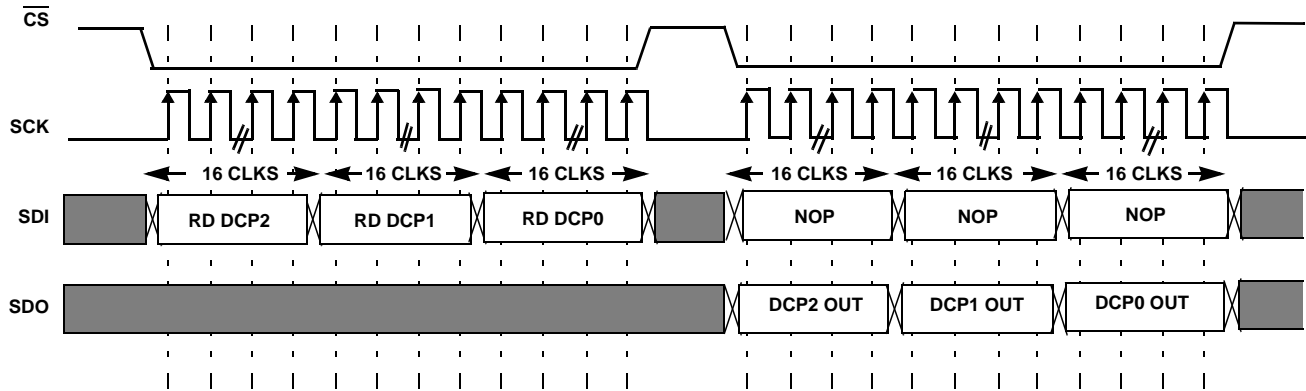 CS
SCK
16 CLKS 16 CLKS 16 CLKS 16 CLKS 16 CLKS 16 CLKS
SDI RD DCP2 RD DCP1 RD DCP0 NOP NOP NOP
SDO DCP2 OUT DCP1 OUT DCP0 OUT